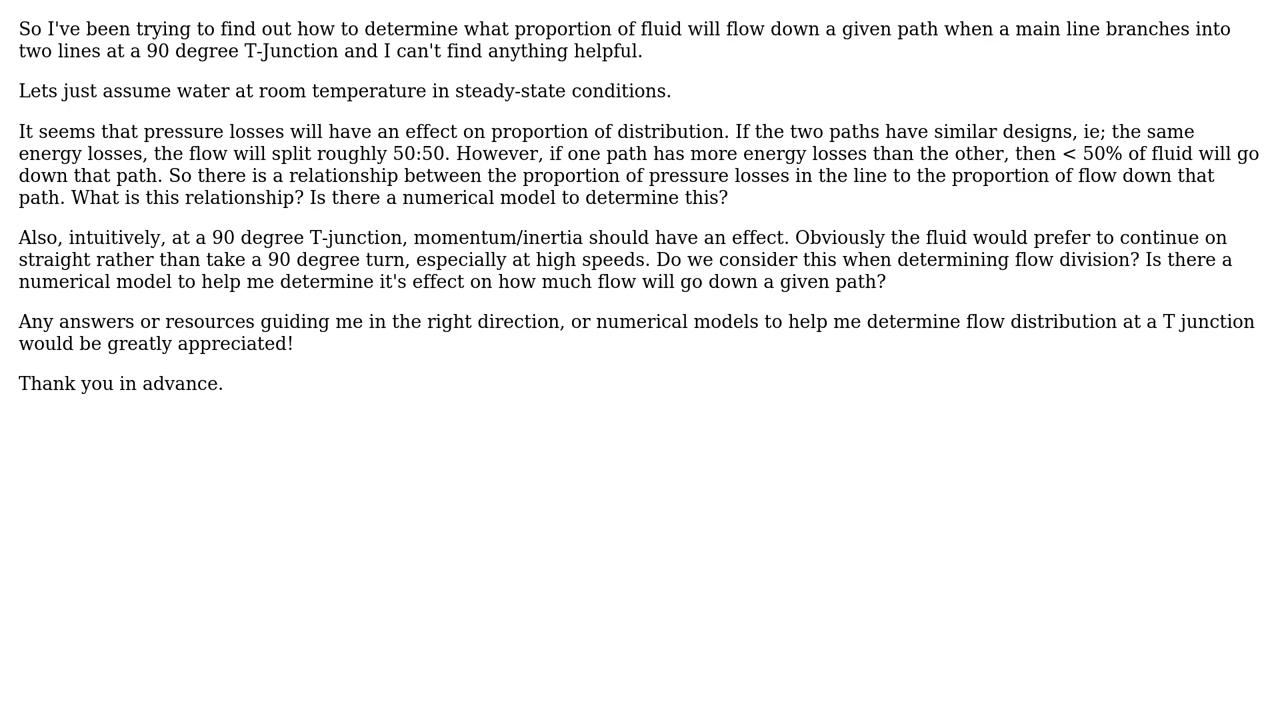 So I've been trying to find out how to determine what proportion of fluid will flow down a given path when a main line branches into
two lines at a 90 degree T-Junction and I can't find anything helpful.
Lets just assume water at room temperature in steady-state conditions.
It seems that pressure losses will have an effect on proportion of distribution. If the two paths have similar designs, ie; the same
energy losses, the flow will split roughly 50:50. However, if one path has more energy losses than the other, then < 50% of fluid will go
down that path. So there is a relationship between the proportion of pressure losses in the line to the proportion of flow down that
path. What is this relationship? Is there a numerical model to determine this?
Also, intuitively, at a 90 degree T-junction, momentum/inertia should have an effect. Obviously the fluid would prefer to continue on
straight rather than take a 90 degree turn, especially at high speeds. Do we consider this when determining flow division? Is there a
numerical model to help me determine it's effect on how much flow will go down a given path?
Any answers or resources guiding me in the right direction, or numerical models to help me determine flow distribution at a T junction
would be greatly appreciated!
Thank you in advance.